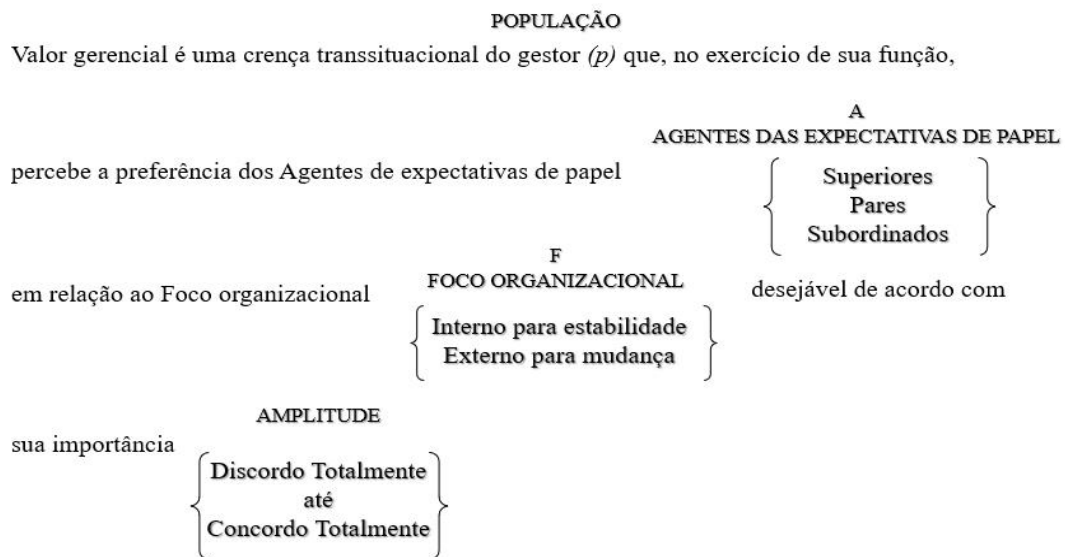 POPULAÇÃO
Valor gerencial é uma crença transsituacional do gestor (p) que, no exercício de sua função,
A
AGENTES DAS EXPECTATIVAS DE PAPEL
percebe a preferência dos Agentes de expectativas de papel
Superiores
Pares
Subordinados
F
FOCO ORGANIZACIONAL
em relação ao Foco organizacional
Interno para estabilidade
Externo para mudança
desejável de acordo com
AMPLITUDE
sua importância
Discordo Totalmente
até
Concordo Totalmente